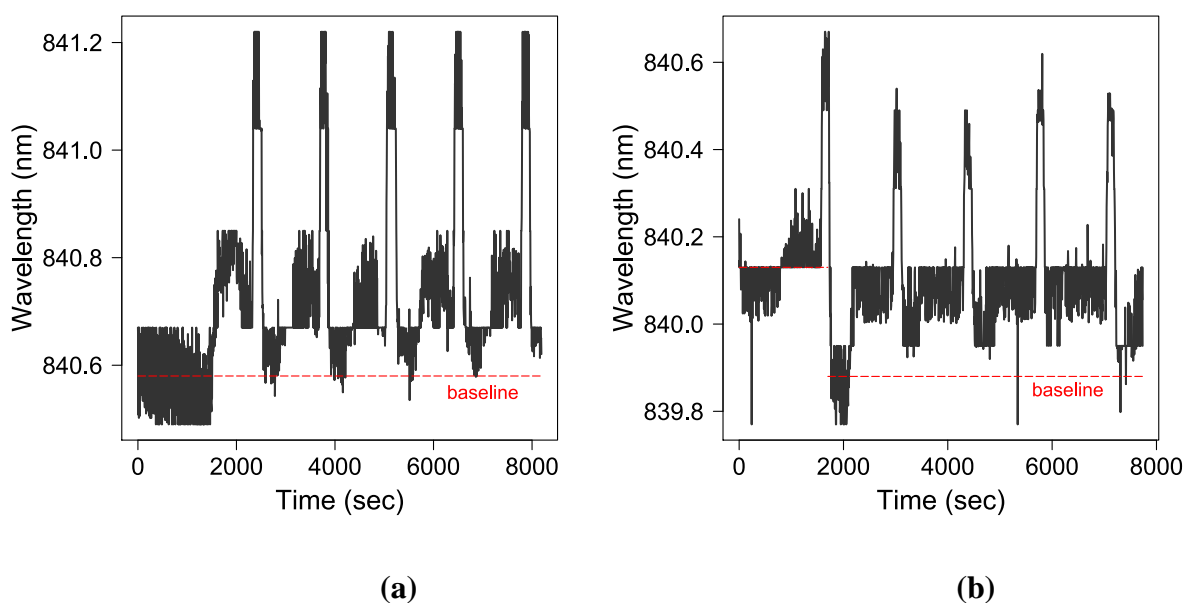 841.2
841.0
840.8
840.6
Wavelength (nm)
baseline
0 2000 4000 6000 8000
Time (sec)
(a)
840.6
840.4
840.2
840.0
839.8
Wavelength (nm)
baseline
0 2000 4000 6000 8000
Time (sec)
(b)